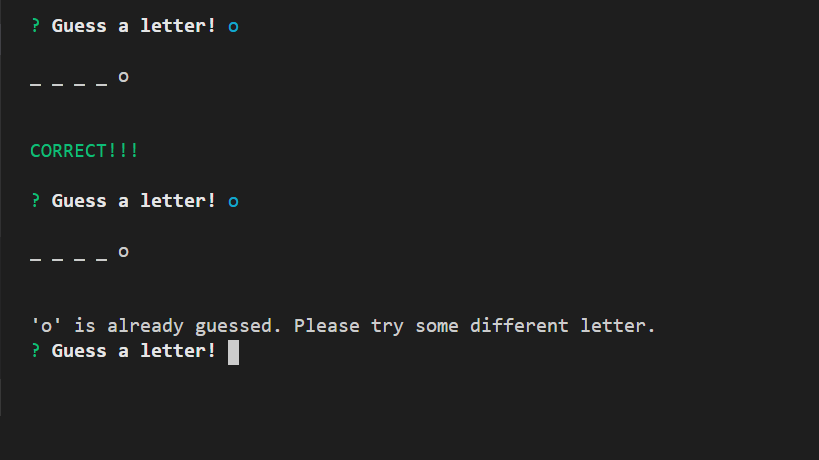 ? Guess a letter! o
_ _ _ _ o
CORRECT!!!
? Guess a letter! o
_ _ _ _ o
'o' is already guessed. Please try some different letter.
? Guess a letter!